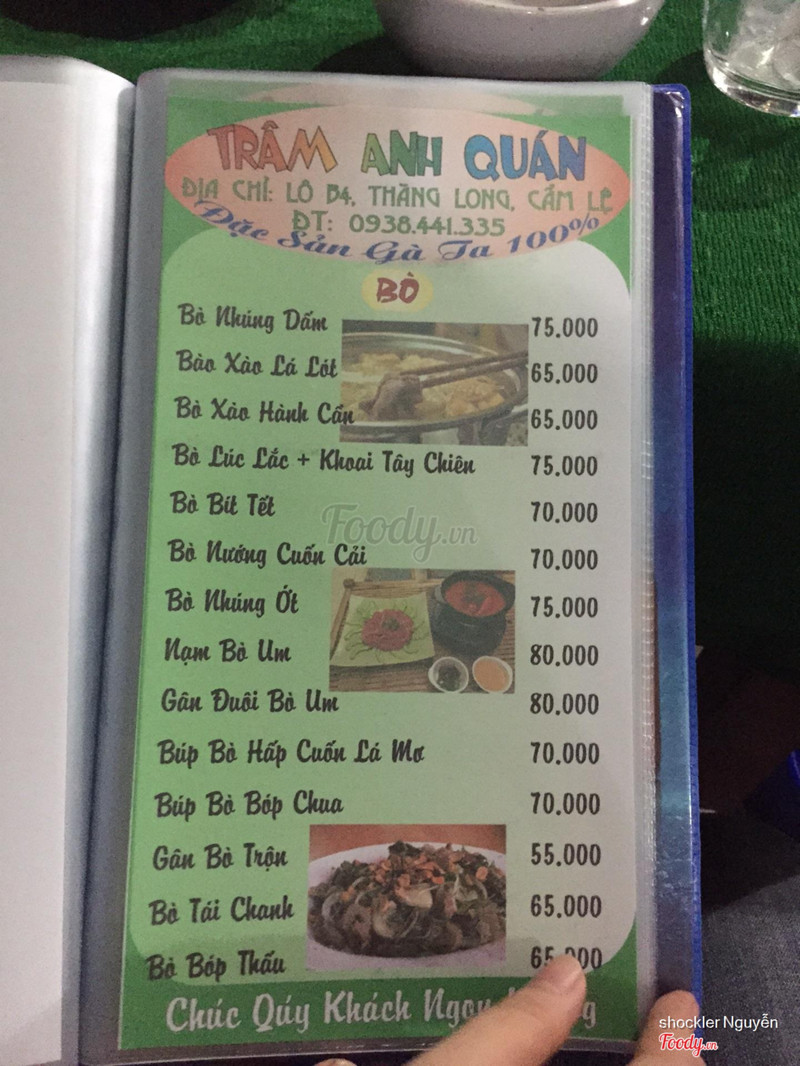 TRÂM ANH QUÁN
ĐỊA CHỈ: LÔ B4, THĂNG LONG, CẨM LỆ
ĐT: 0938.441.335
Đặc Sản Gà Ta 100%
BÒ
Bò Nhúng Dấm 75.000
Bào Xào Lá Lót 65.000
Bò Xào Hành Cần 65.000
Bò Lúc Lắc + Khoai Tây Chiên 75.000
Bò Bít Tết 70.000
Foody.vn
Bò Nướng Cuốn Cải 70.000
Bò Nhúng Ớt 75.000
Nạm Bò Um 80.000
Gân Đuôi Bò Um 80.000
Búp Bò Hấp Cuốn Lá Mơ 70.000
Búp Bò Bóp Chua 70.000
Gân Bò Trộn 55.000
Bò Tái Chanh 65.000
Bò Bóp Thấu 65.000
Chúc Qúy Khách Ngon
shockler Nguyễn
Foody.vn